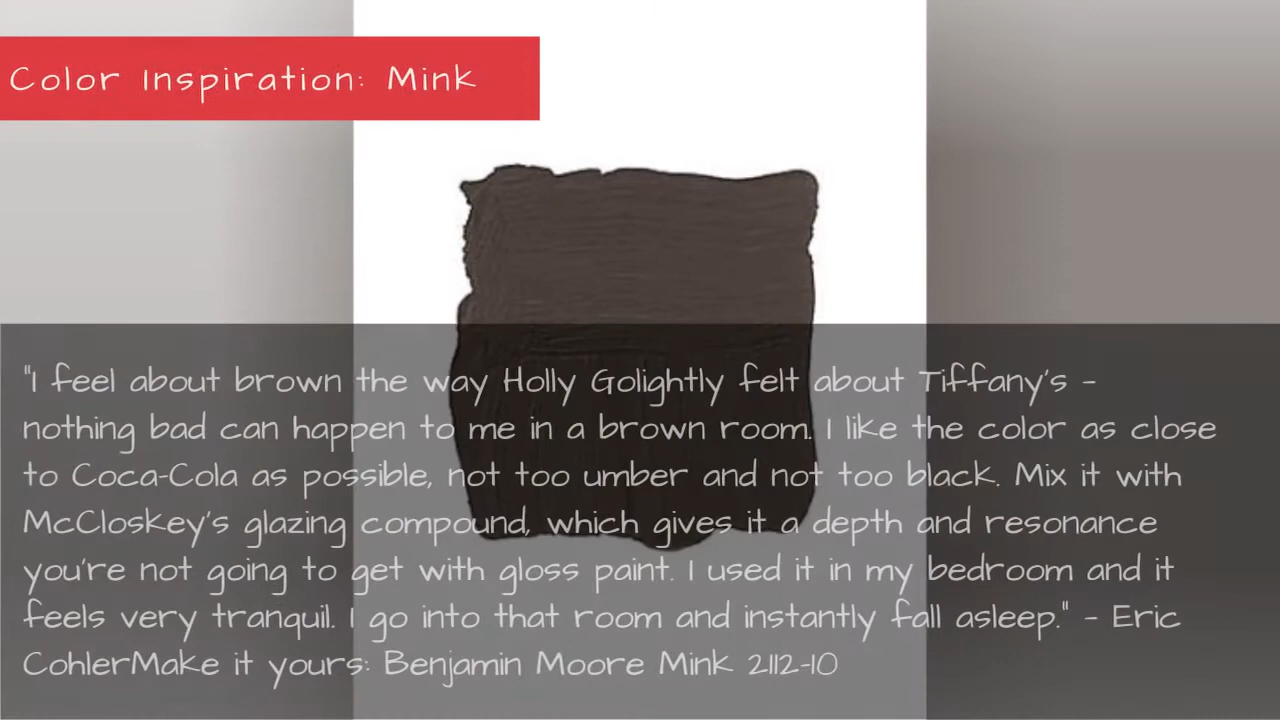 Color Inspiration: Mink
"I feel about brown the way Holly Golightly felt about Tiffany's -
nothing bad can happen to me in a brown room. I like the color as close
to Coca-Cola as possible, not too umber and not too black. Mix it with
McCloskey's glazing compound, which gives it a depth and resonance
you're not going to get with gloss paint. I used it in my bedroom and it
feels very tranquil. I go into that room and instantly fall asleep." - Eric
CohlerMake it yours: Benjamin Moore Mink 2112-10